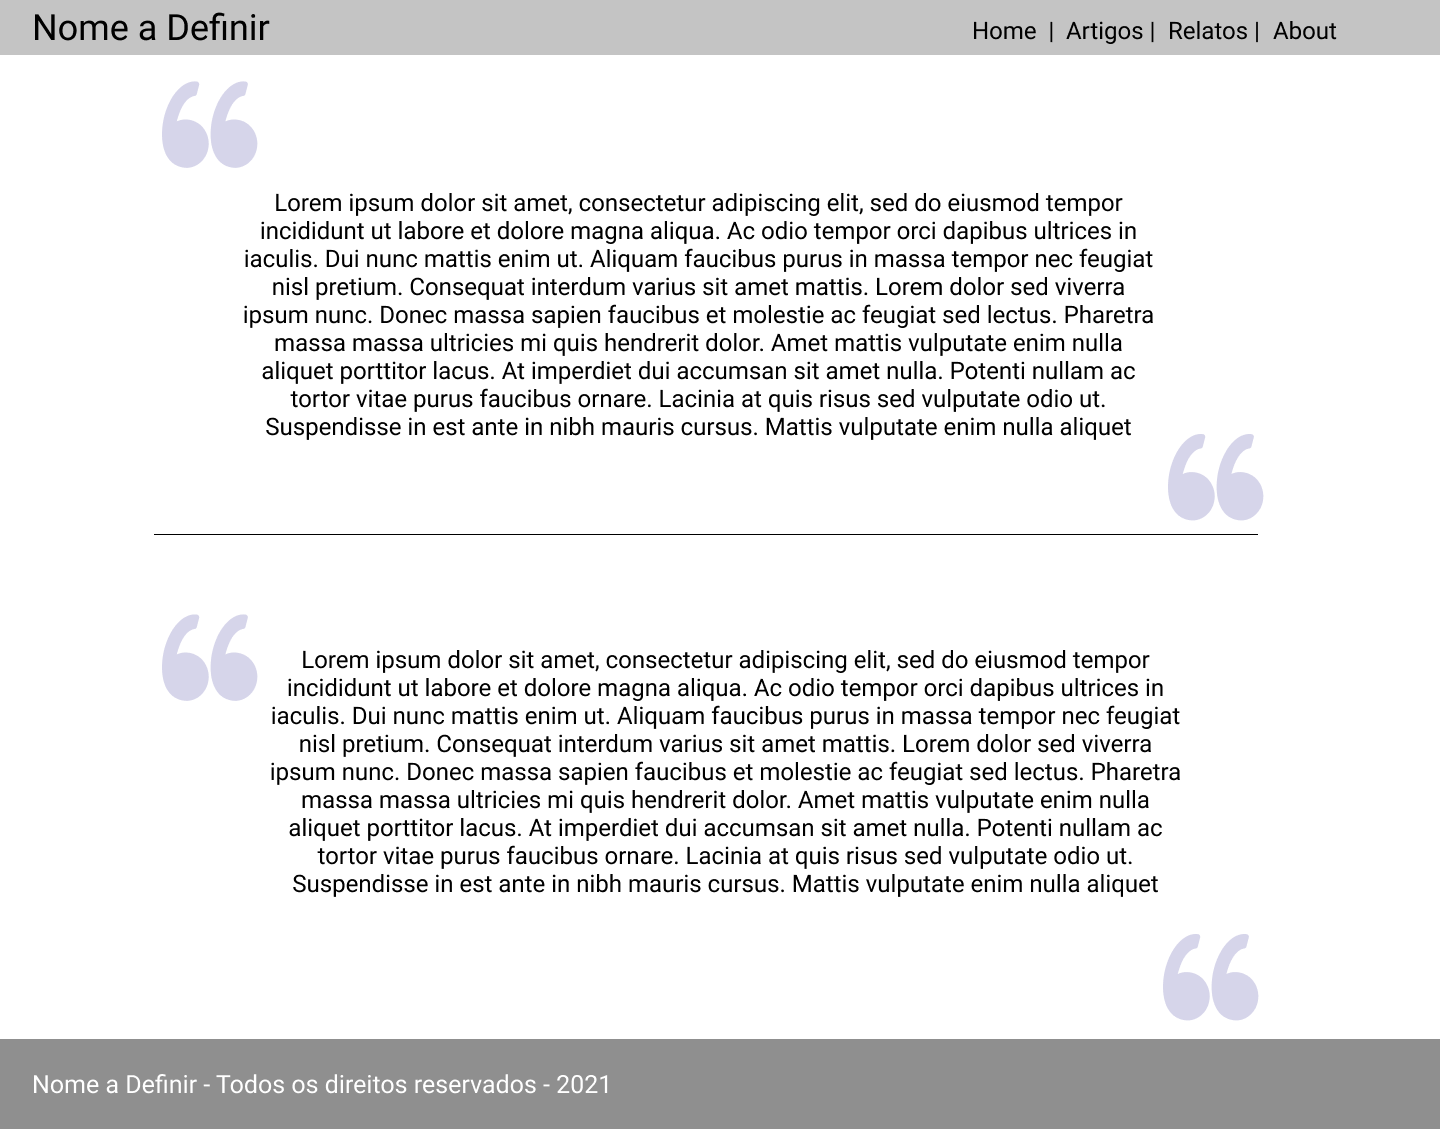 Nome a Definir
Home | Artigos | Relatos | About
“
Lorem ipsum dolor sit amet, consectetur adipiscing elit, sed do eiusmod tempor
incididunt ut labore et dolore magna aliqua. Ac odio tempor orci dapibus ultrices in
iaculis. Dui nunc mattis enim ut. Aliquam faucibus purus in massa tempor nec feugiat
nisl pretium. Consequat interdum varius sit amet mattis. Lorem dolor sed viverra
ipsum nunc. Donec massa sapien faucibus et molestie ac feugiat sed lectus. Pharetra
massa massa ultricies mi quis hendrerit dolor. Amet mattis vulputate enim nulla
aliquet porttitor lacus. At imperdiet dui accumsan sit amet nulla. Potenti nullam ac
tortor vitae purus faucibus ornare. Lacinia at quis risus sed vulputate odio ut.
Suspendisse in est ante in nibh mauris cursus. Mattis vulputate enim nulla aliquet
“
“
Lorem ipsum dolor sit amet, consectetur adipiscing elit, sed do eiusmod tempor
incididunt ut labore et dolore magna aliqua. Ac odio tempor orci dapibus ultrices in
iaculis. Dui nunc mattis enim ut. Aliquam faucibus purus in massa tempor nec feugiat
nisl pretium. Consequat interdum varius sit amet mattis. Lorem dolor sed viverra
ipsum nunc. Donec massa sapien faucibus et molestie ac feugiat sed lectus. Pharetra
massa massa ultricies mi quis hendrerit dolor. Amet mattis vulputate enim nulla
aliquet porttitor lacus. At imperdiet dui accumsan sit amet nulla. Potenti nullam ac
tortor vitae purus faucibus ornare. Lacinia at quis risus sed vulputate odio ut.
Suspendisse in est ante in nibh mauris cursus. Mattis vulputate enim nulla aliquet
“
Nome a Definir - Todos os direitos reservados - 2021